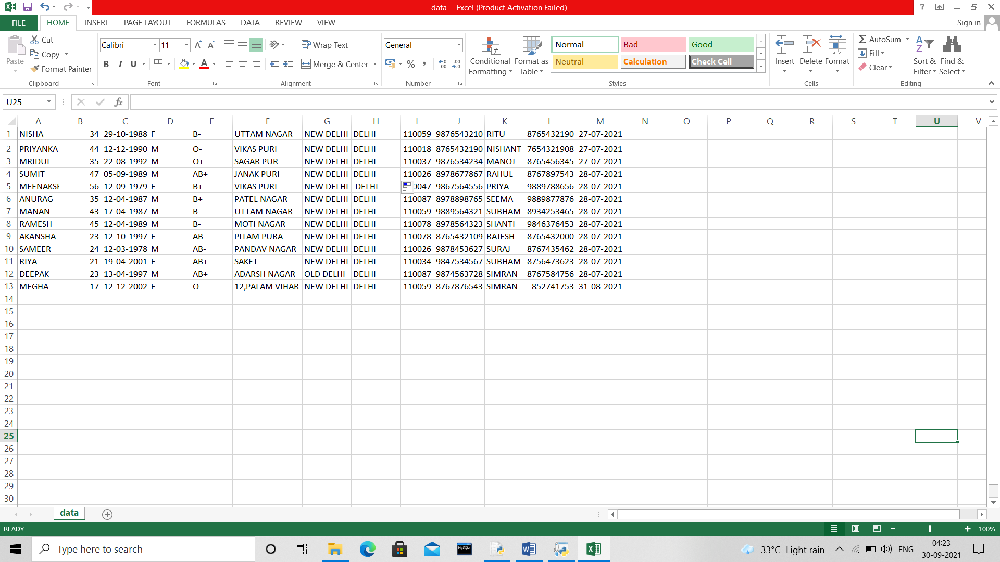 data - Excel (Product Activation Failed)
FILE HOME INSERT PAGE LAYOUT FORMULAS DATA REVIEW VIEW Sign in
Paste Cut Copy Format Painter Clipboard
Calibri 11 B I U Font
Wrap Text Merge & Center Alignment
General % , Number
Conditional Formatting Format as Table Normal Bad Good Neutral Calculation Check Cell Styles
Insert Delete Format Cells
AutoSum Fill Clear Sort & Filter Find & Select Editing
U25 fx
A B C D E F G H I J K L M N O P Q R S T U V
1 NISHA 34 29-10-1988 F B- UTTAM NAGAR NEW DELHI DELHI 110059 9876543210 RITU 8765432190 27-07-2021
2 PRIYANKA 44 12-12-1990 M O- VIKAS PURI NEW DELHI DELHI 110018 8765432190 NISHANT 7654321908 27-07-2021
3 MRIDUL 35 22-08-1992 M O+ SAGAR PUR NEW DELHI DELHI 110037 9876534234 MANOJ 8765456345 27-07-2021
4 SUMIT 47 05-09-1989 M AB+ JANAK PURI NEW DELHI DELHI 110026 8978677867 RAHUL 8767897543 28-07-2021
5 MEENAKSH 56 12-09-1979 F B+ VIKAS PURI NEW DELHI DELHI 0047 9867564556 PRIYA 9889788656 28-07-2021
6 ANURAG 35 12-04-1987 M B+ PATEL NAGAR NEW DELHI DELHI 110087 8978898765 SEEMA 9889877876 28-07-2021
7 MANAN 43 17-04-1987 M B- UTTAM NAGAR NEW DELHI DELHI 110059 9889564321 SUBHAM 8934253465 28-07-2021
8 RAMESH 45 12-04-1989 M B- MOTI NAGAR NEW DELHI DELHI 110078 8978564323 SHANTI 9846376453 28-07-2021
9 AKANSHA 23 12-10-1997 F AB- PITAM PURA NEW DELHI DELHI 110078 8765432109 RAJESH 8765432000 28-07-2021
10 SAMEER 24 12-03-1978 M AB- PANDAV NAGAR NEW DELHI DELHI 110026 9878453627 SURAJ 8767435462 28-07-2021
11 RIYA 21 19-04-2001 F AB+ SAKET NEW DELHI DELHI 110034 9847534567 SUBHAM 8756473623 28-07-2021
12 DEEPAK 23 13-04-1997 M AB+ ADARSH NAGAR OLD DELHI DELHI 110087 9874563728 SIMRAN 8767584756 28-07-2021
13 MEGHA 17 12-12-2002 F O- 12,PALAM VIHAR NEW DELHI DELHI 110059 8767876543 SIMRAN 852741753 31-08-2021
14
15
16
17
18
19
20
21
22
23
24
25
26
27
28
29
30
data
READY 100%
Type here to search
MySQL
33°C Light rain ENG 04:23
30-09-2021